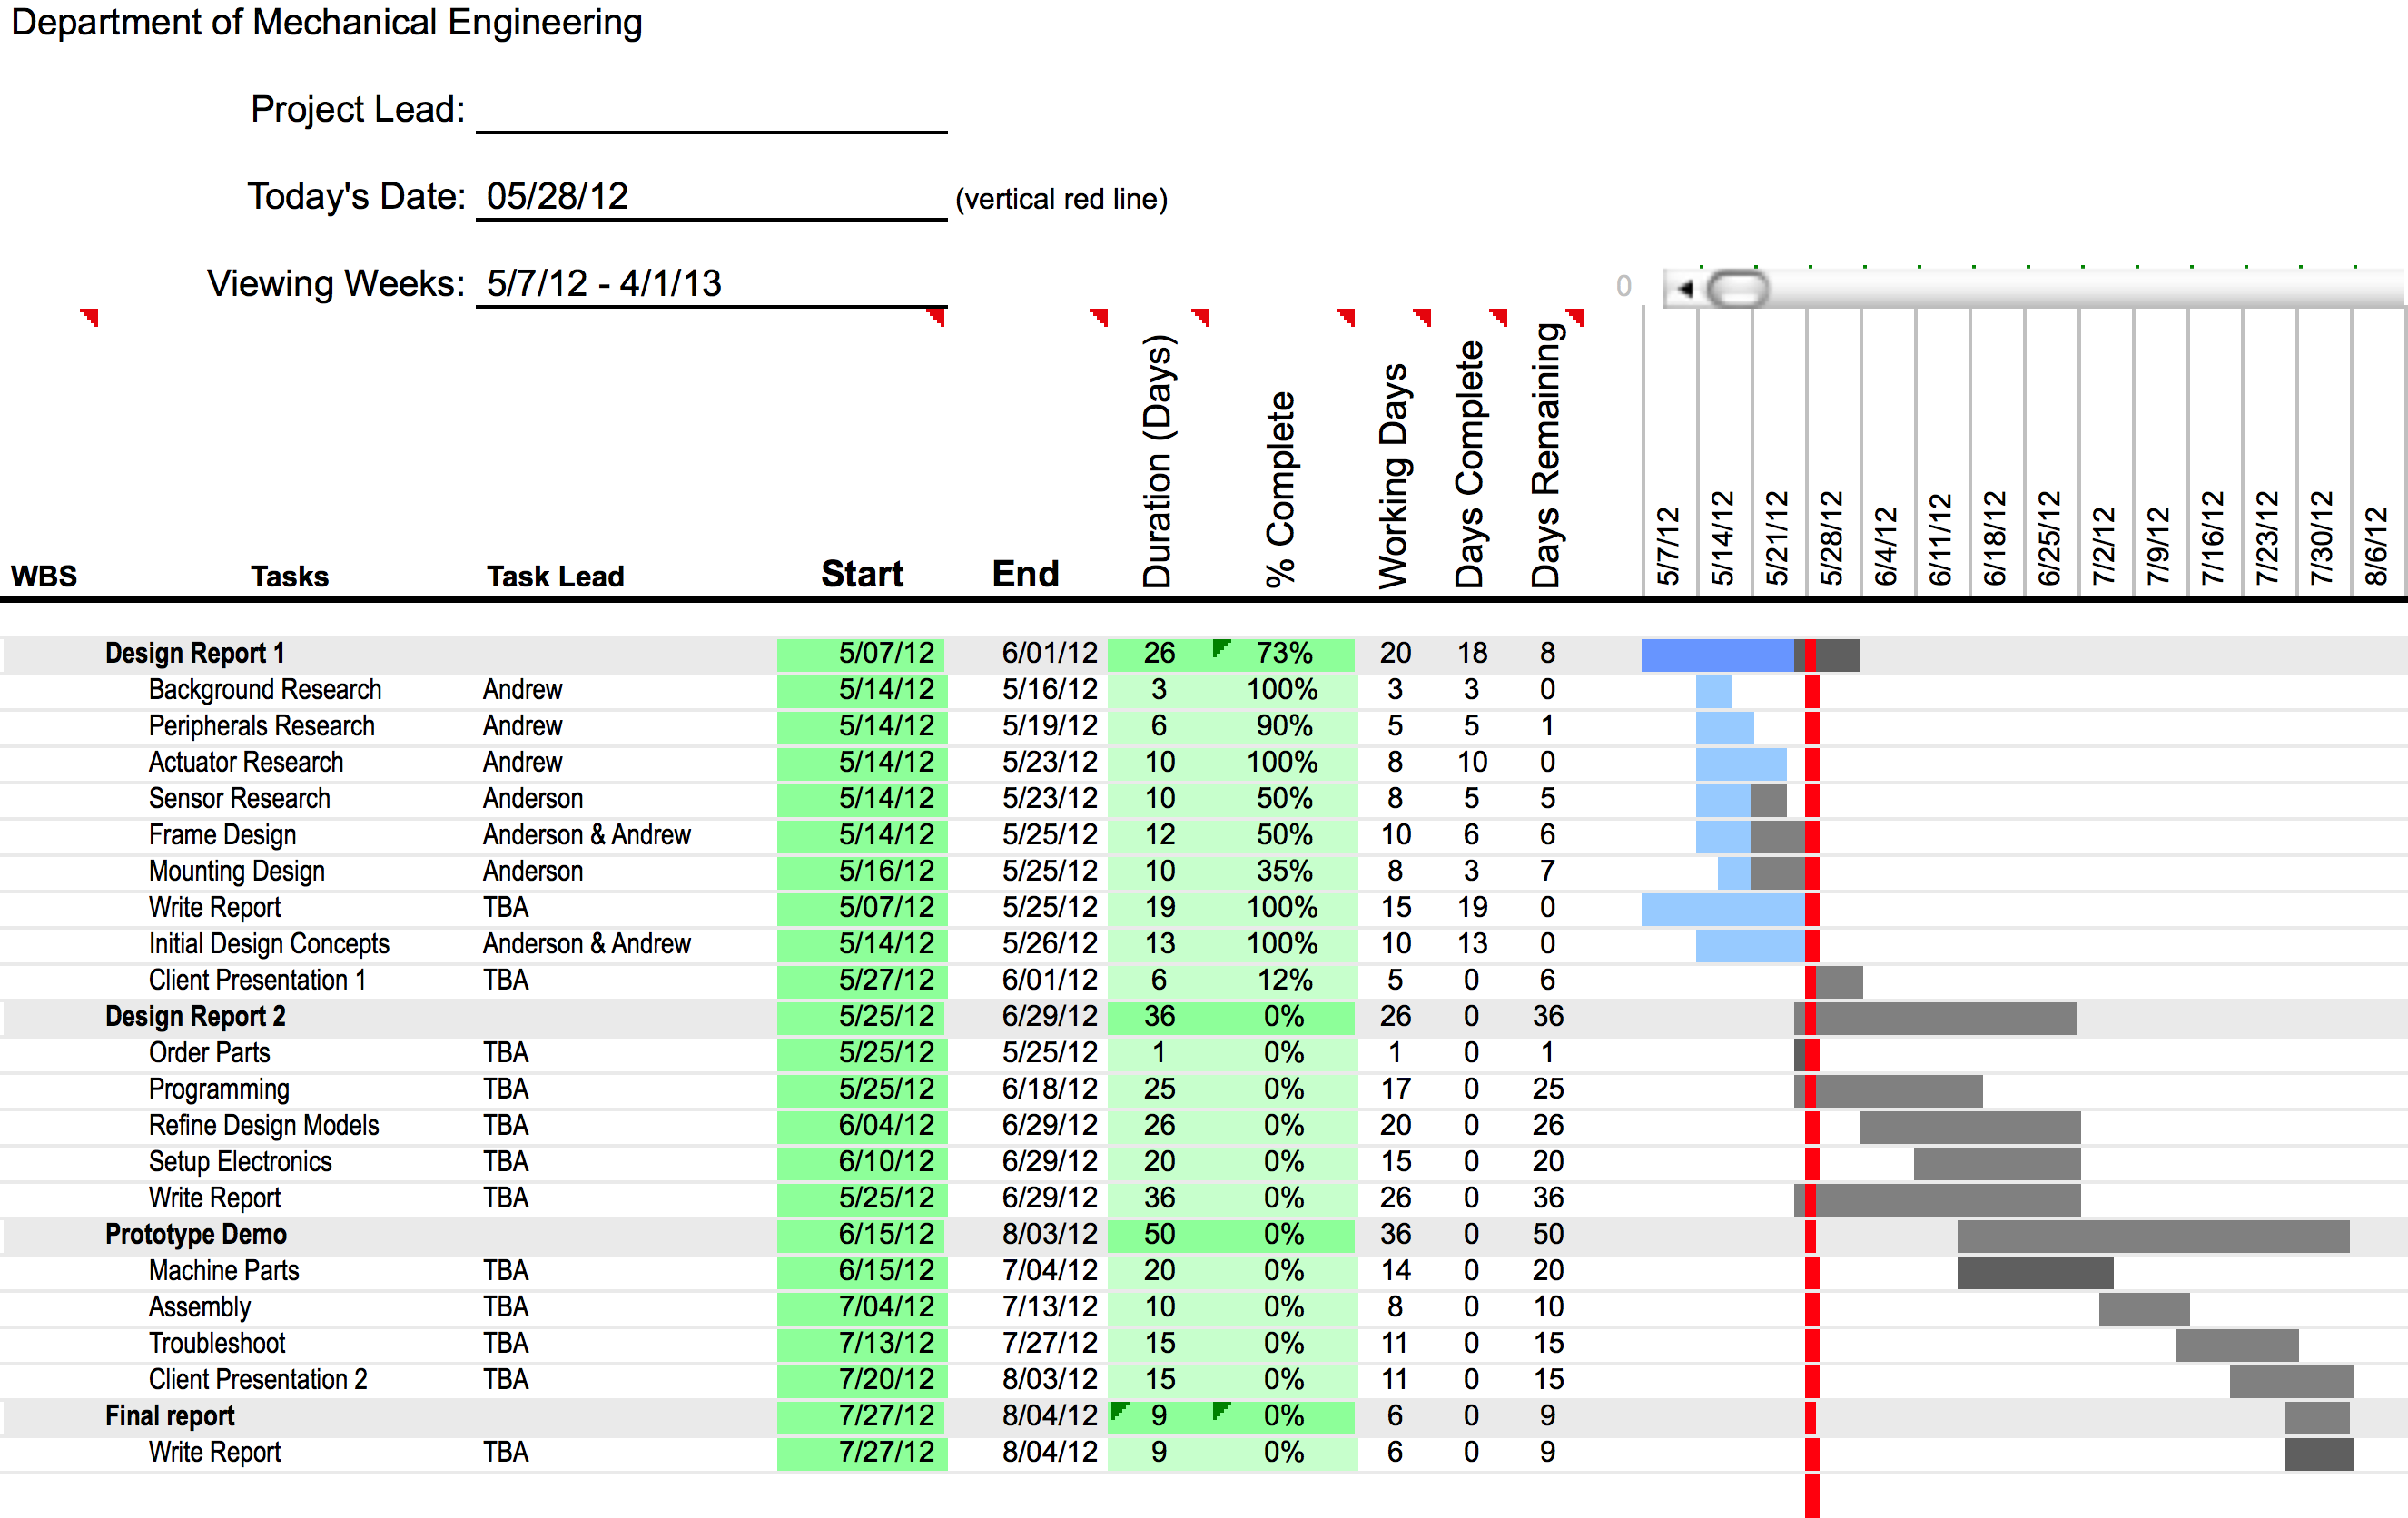 Department of Mechanical Engineering
Project Lead:
Today's Date: 05/28/12 (vertical red line)
Viewing Weeks: 5/7/12 - 4/1/13 0
WBS Tasks Task Lead Start End Duration (Days) % Complete Working Days Days Complete Days Remaining 5/7/12 5/14/12 5/21/12 5/28/12 6/4/12 6/11/12 6/18/12 6/25/12 7/2/12 7/9/12 7/16/12 7/23/12 7/30/12 8/6/12
Design Report 1 5/07/12 6/01/12 26 73% 20 18 8
Background Research Andrew 5/14/12 5/16/12 3 100% 3 3 0
Peripherals Research Andrew 5/14/12 5/19/12 6 90% 5 5 1
Actuator Research Andrew 5/14/12 5/23/12 10 100% 8 10 0
Sensor Research Anderson 5/14/12 5/23/12 10 50% 8 5 5
Frame Design Anderson & Andrew 5/14/12 5/25/12 12 50% 10 6 6
Mounting Design Anderson 5/16/12 5/25/12 10 35% 8 3 7
Write Report TBA 5/07/12 5/25/12 19 100% 15 19 0
Initial Design Concepts Anderson & Andrew 5/14/12 5/26/12 13 100% 10 13 0
Client Presentation 1 TBA 5/27/12 6/01/12 6 12% 5 0 6
Design Report 2 5/25/12 6/29/12 36 0% 26 0 36
Order Parts TBA 5/25/12 5/25/12 1 0% 1 0 1
Programming TBA 5/25/12 6/18/12 25 0% 17 0 25
Refine Design Models TBA 6/04/12 6/29/12 26 0% 20 0 26
Setup Electronics TBA 6/10/12 6/29/12 20 0% 15 0 20
Write Report TBA 5/25/12 6/29/12 36 0% 26 0 36
Prototype Demo 6/15/12 8/03/12 50 0% 36 0 50
Machine Parts TBA 6/15/12 7/04/12 20 0% 14 0 20
Assembly TBA 7/04/12 7/13/12 10 0% 8 0 10
Troubleshoot TBA 7/13/12 7/27/12 15 0% 11 0 15
Client Presentation 2 TBA 7/20/12 8/03/12 15 0% 11 0 15
Final report 7/27/12 8/04/12 9 0% 6 0 9
Write Report TBA 7/27/12 8/04/12 9 0% 6 0 9